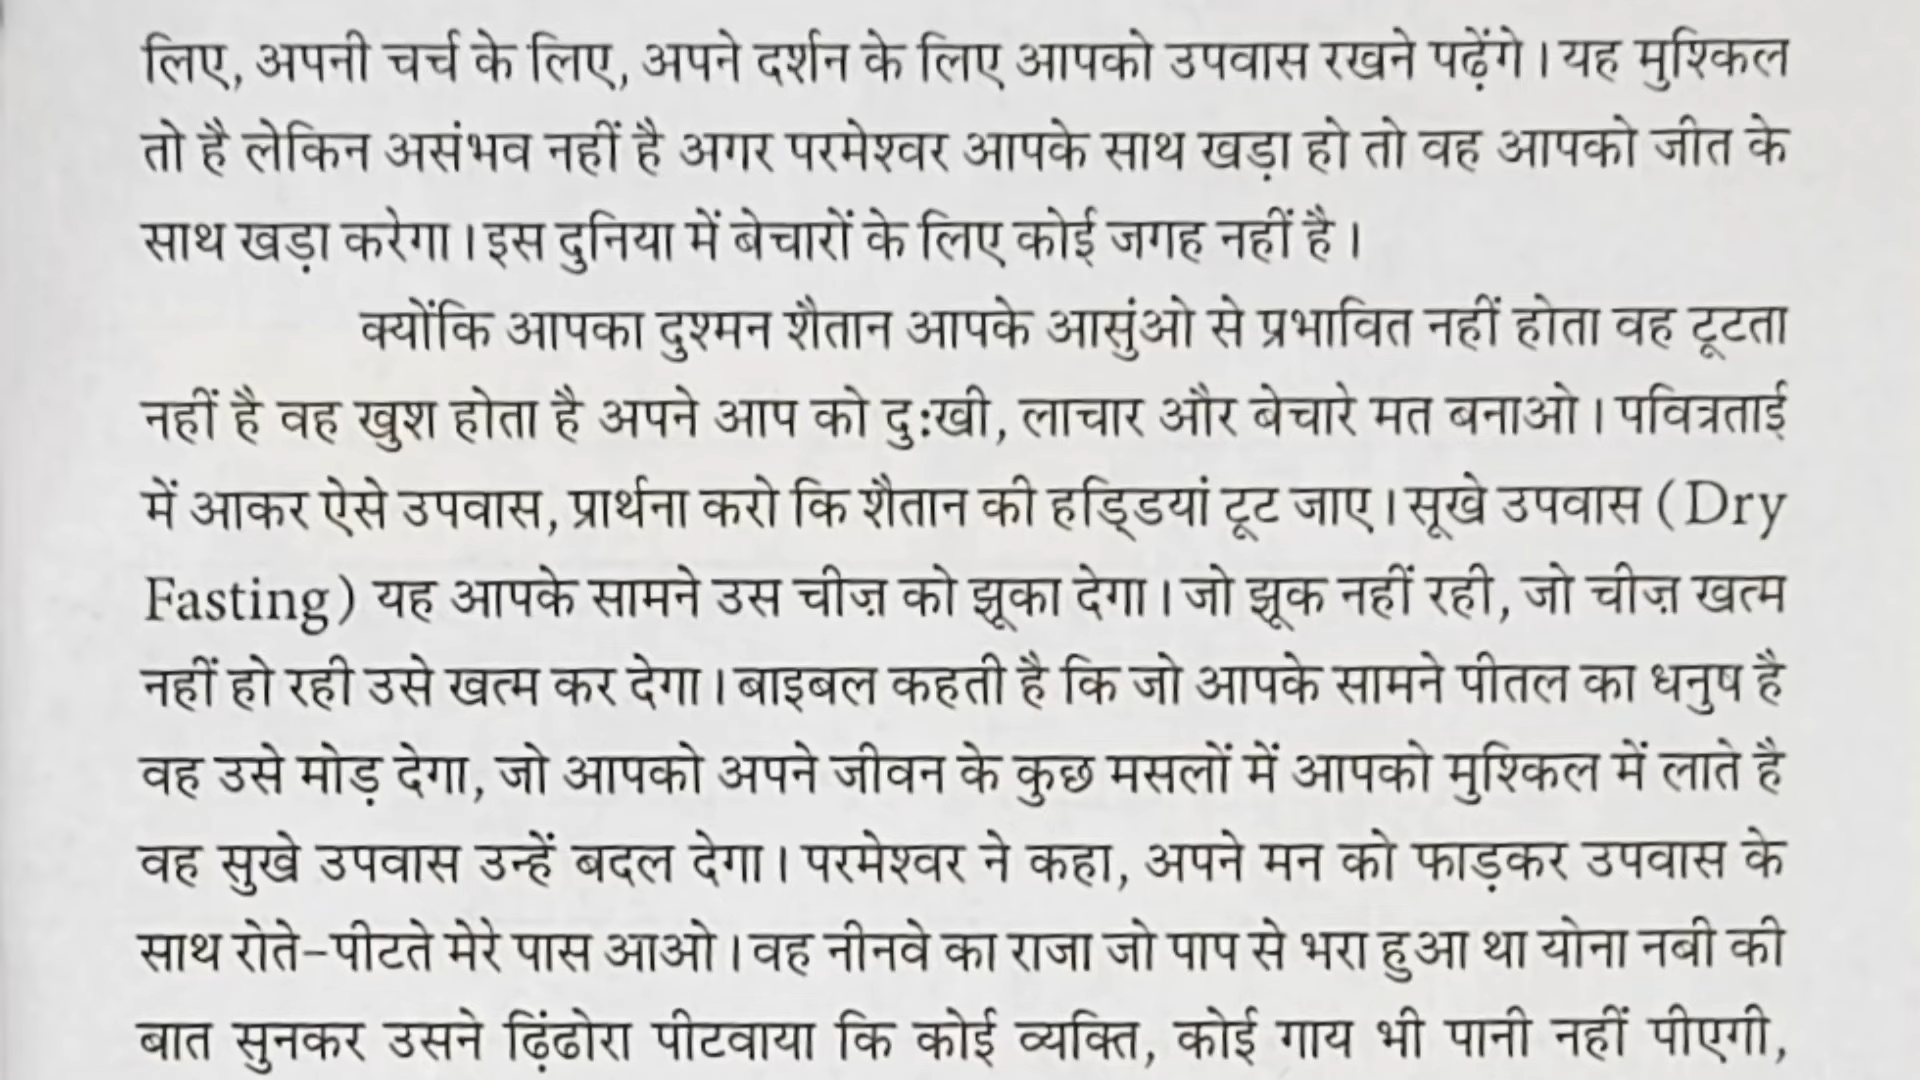 लिए, अपनी चर्च के लिए, अपने दर्शन के लिए आपको उपवास रखने पढ़ेंगे। यह मुश्किल
तो है लेकिन असंभव नहीं है अगर परमेश्वर आपके साथ खड़ा हो तो वह आपको जीत के
साथ खड़ा करेगा। इस दुनिया में बेचारों के लिए कोई जगह नहीं है।
क्योंकि आपका दुश्मन शैतान आपके आसुंओ से प्रभावित नहीं होता वह टूटता
नहीं है वह खुश होता है अपने आप को दुःखी, लाचार और बेचारे मत बनाओ। पवित्रताई
में आकर ऐसे उपवास, प्रार्थना करो कि शैतान की हड्डियां टूट जाए। सूखे उपवास (Dry
Fasting) यह आपके सामने उस चीज़ को झूका देगा। जो झूक नहीं रही, जो चीज़ खत्म
नहीं हो रही उसे खत्म कर देगा। बाइबल कहती है कि जो आपके सामने पीतल का धनुष है
वह उसे मोड़ देगा, जो आपको अपने जीवन के कुछ मसलों में आपको मुश्किल में लाते है
वह सुखे उपवास उन्हें बदल देगा। परमेश्वर ने कहा, अपने मन को फाड़कर उपवास के
साथ रोते-पीटते मेरे पास आओ। वह नीनवे का राजा जो पाप से भरा हुआ था योना नबी की
बात सुनकर उसने ढ़िंढोरा पीटवाया कि कोई व्यक्ति, कोई गाय भी पानी नहीं पीएगी,